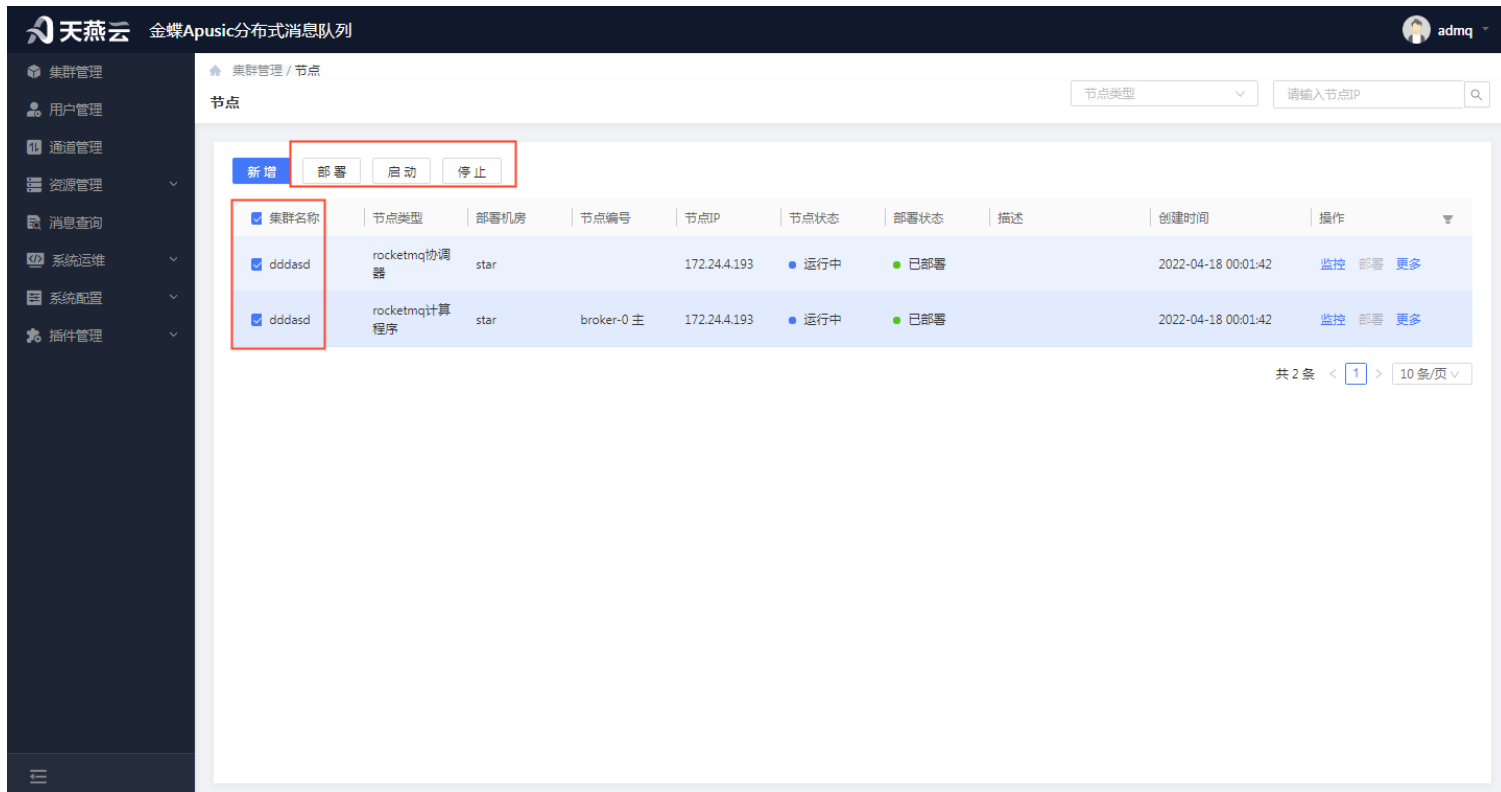 天燕云 金蝶Apusic分布式消息队列 admq
集群管理
用户管理
通道管理
资源管理
消息查询
系统运维
系统配置
插件管理
集群管理 / 节点
节点
节点类型 请输入节点IP
新增 部署 启动 停止
集群名称 节点类型 部署机房 节点编号 节点IP 节点状态 部署状态 描述 创建时间 操作
dddasd rocketmq协调器 star 172.24.4.193 运行中 已部署 2022-04-18 00:01:42 监控 部署 更多
dddasd rocketmq计算程序 star broker-0 主 172.24.4.193 运行中 已部署 2022-04-18 00:01:42 监控 部署 更多
共 2 条 < 1 > 10 条/页